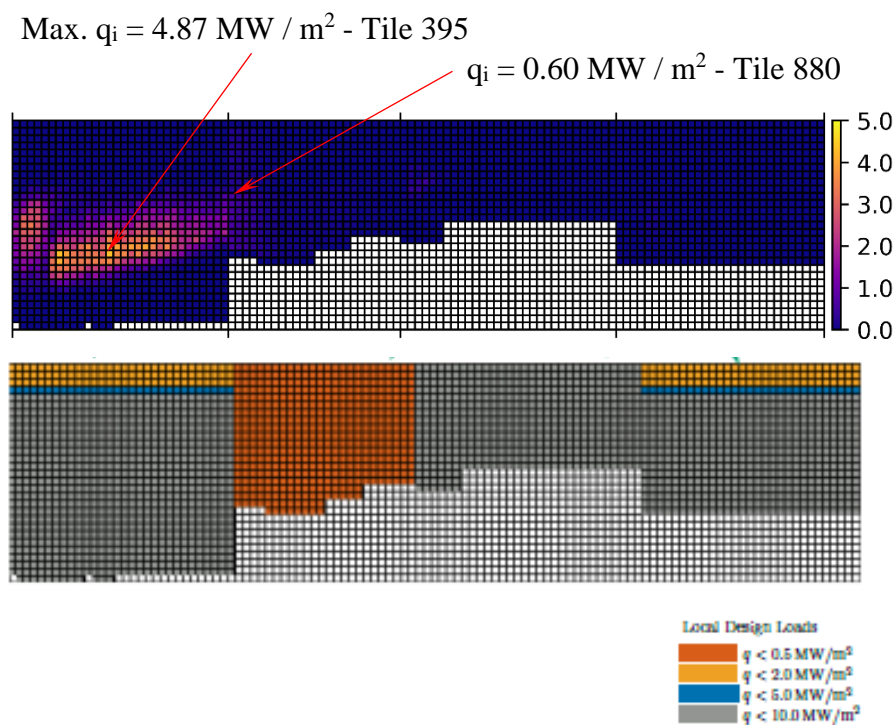 Max. qᵢ = 4.87 MW / m² - Tile 395
qᵢ = 0.60 MW / m² - Tile 880
5.0
4.0
3.0
2.0
1.0
0.0
Local Design Loads
q < 0.5 MW/m²
q < 2.0 MW/m²
q < 5.0 MW/m²
q < 10.0 MW/m²